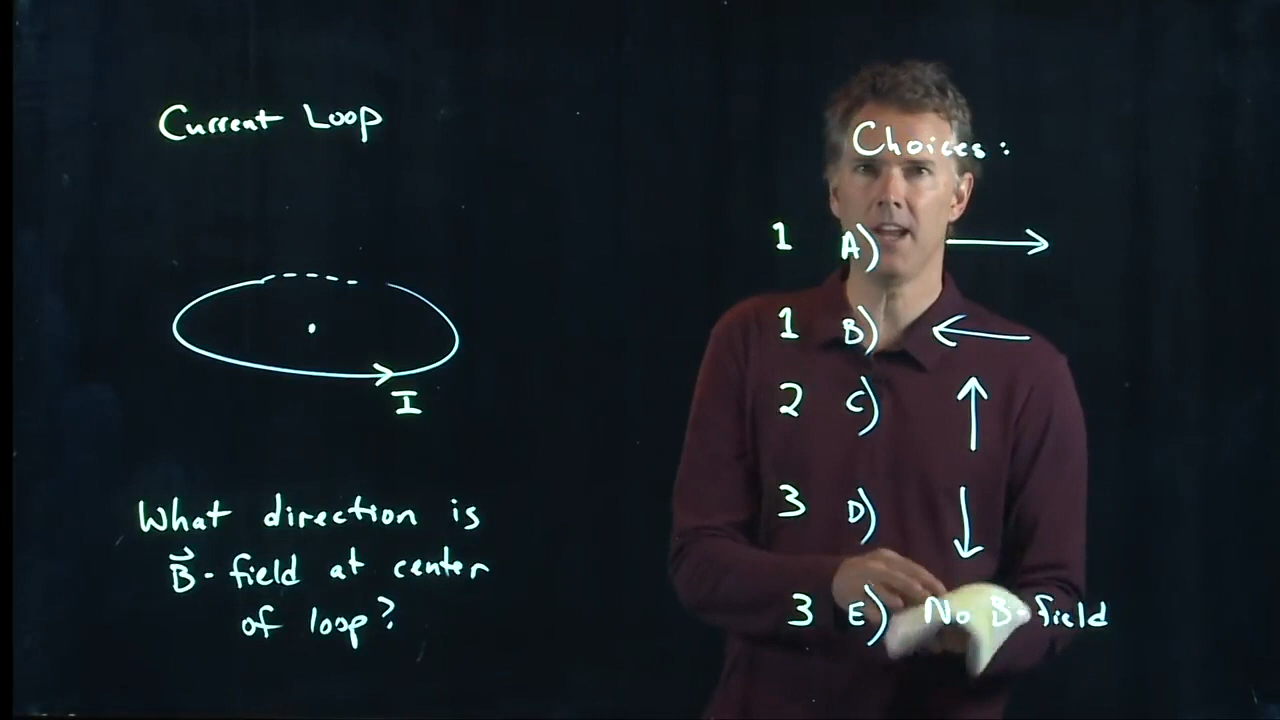 Current Loop
I
What direction is
B-field at center
of loop?
Choices:
1 A)
1 B)
2 C)
3 D)
3 E) No B-field